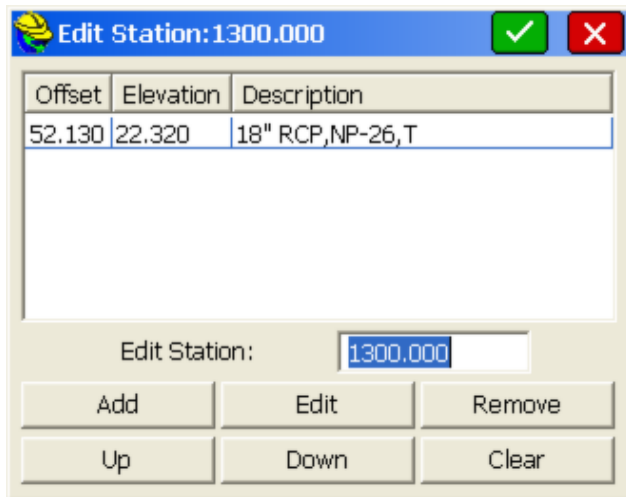 Edit Station:1300.000
Offset Elevation Description
52.130 22.320 18" RCP,NP-26,T
Edit Station: 1300.000
Add Edit Remove
Up Down Clear